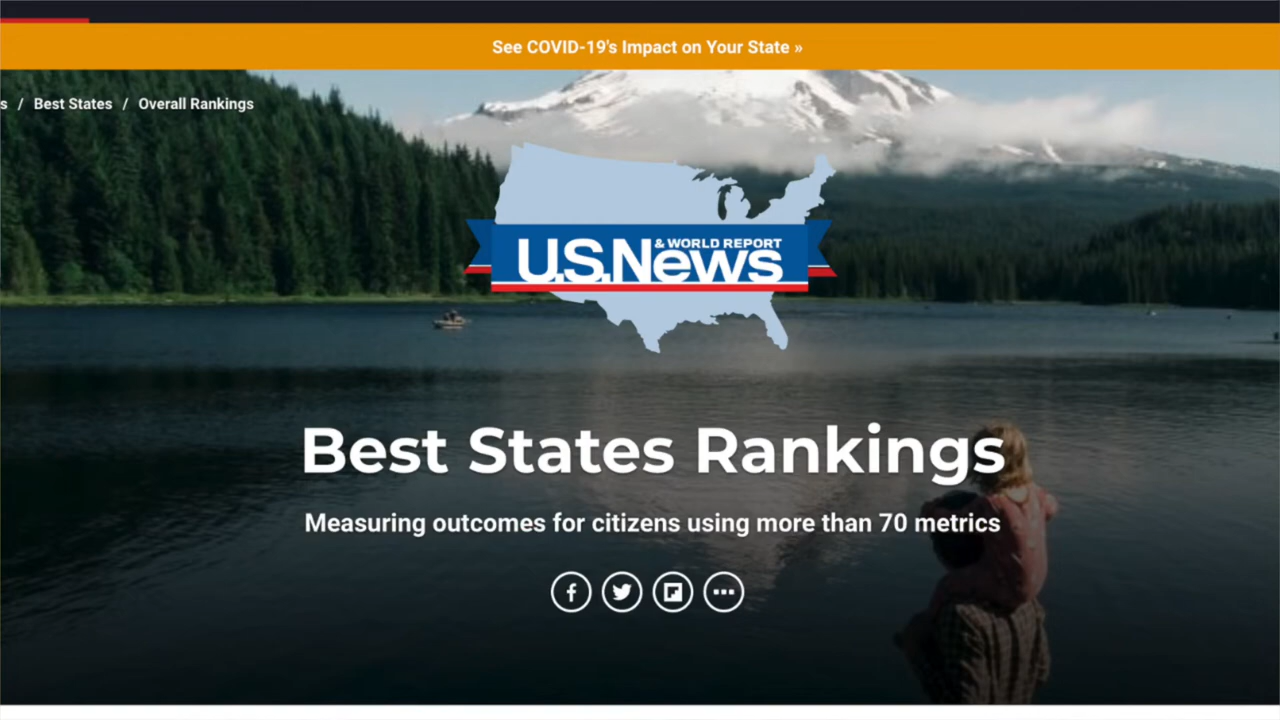 See COVID-19's Impact on Your State »
s / Best States / Overall Rankings
U.S.News & WORLD REPORT
Best States Rankings
Measuring outcomes for citizens using more than 70 metrics